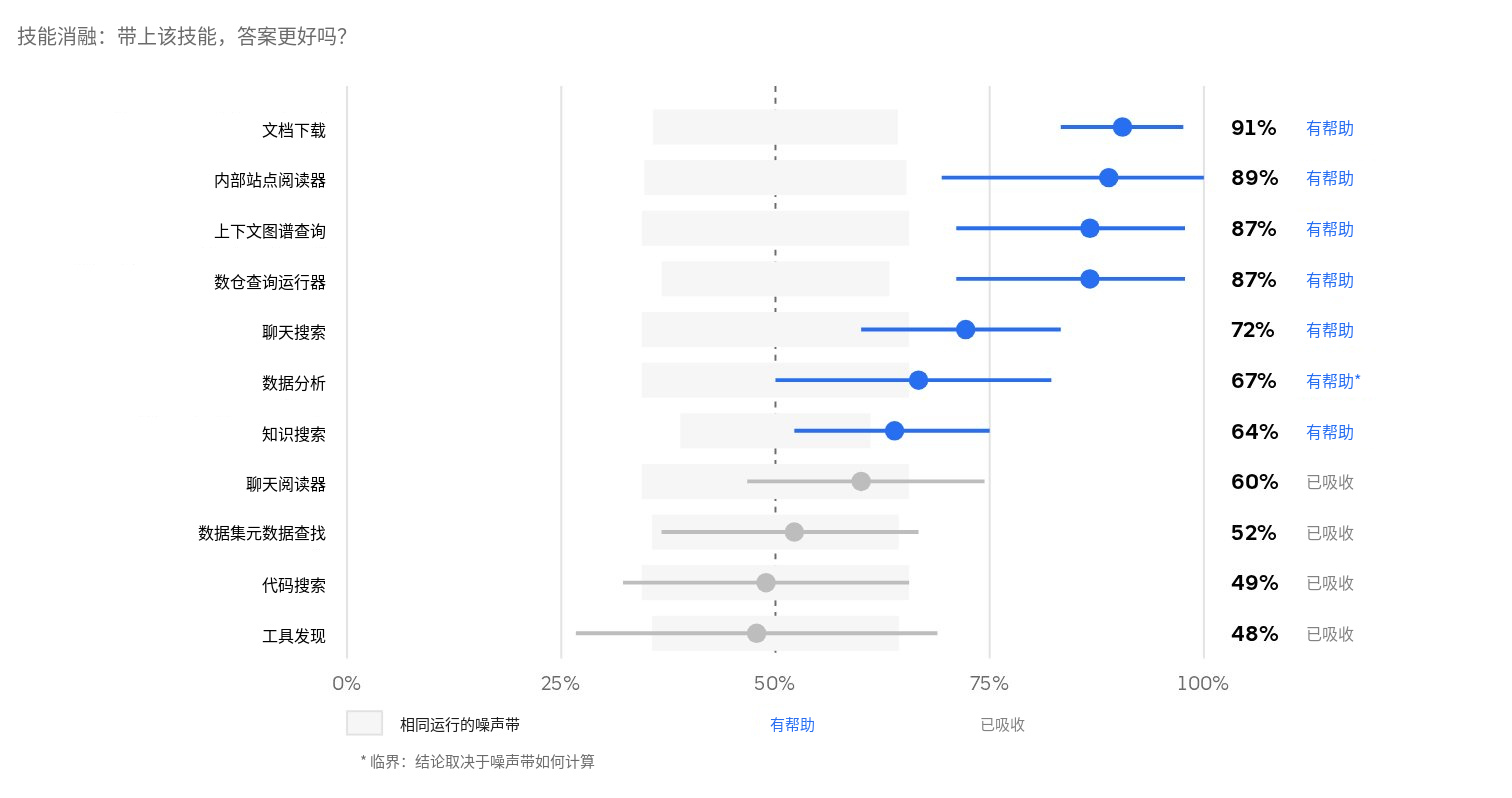 技能消融：带上该技能，答案更好吗？
文档下载 91% 有帮助
内部站点阅读器 89% 有帮助
上下文图谱查询 87% 有帮助
数仓查询运行器 87% 有帮助
聊天搜索 72% 有帮助
数据分析 67% 有帮助*
知识搜索 64% 有帮助
聊天阅读器 60% 已吸收
数据集元数据查找 52% 已吸收
代码搜索 49% 已吸收
工具发现 48% 已吸收
0% 25% 50% 75% 100%
相同运行的噪声带 有帮助 已吸收
* 临界：结论取决于噪声带如何计算